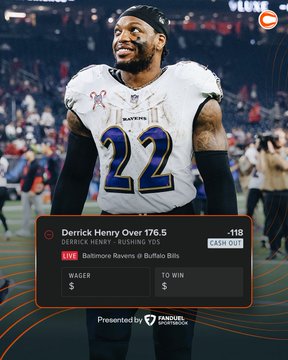 VLUXE
C
RAVENS
22
Derrick Henry Over 176.5 -118
DERRICK HENRY - RUSHING YDS CASH OUT
LIVE Baltimore Ravens @ Buffalo Bills
WAGER TO WIN
$ $
Presented by FANDUEL
SPORTSBOOK